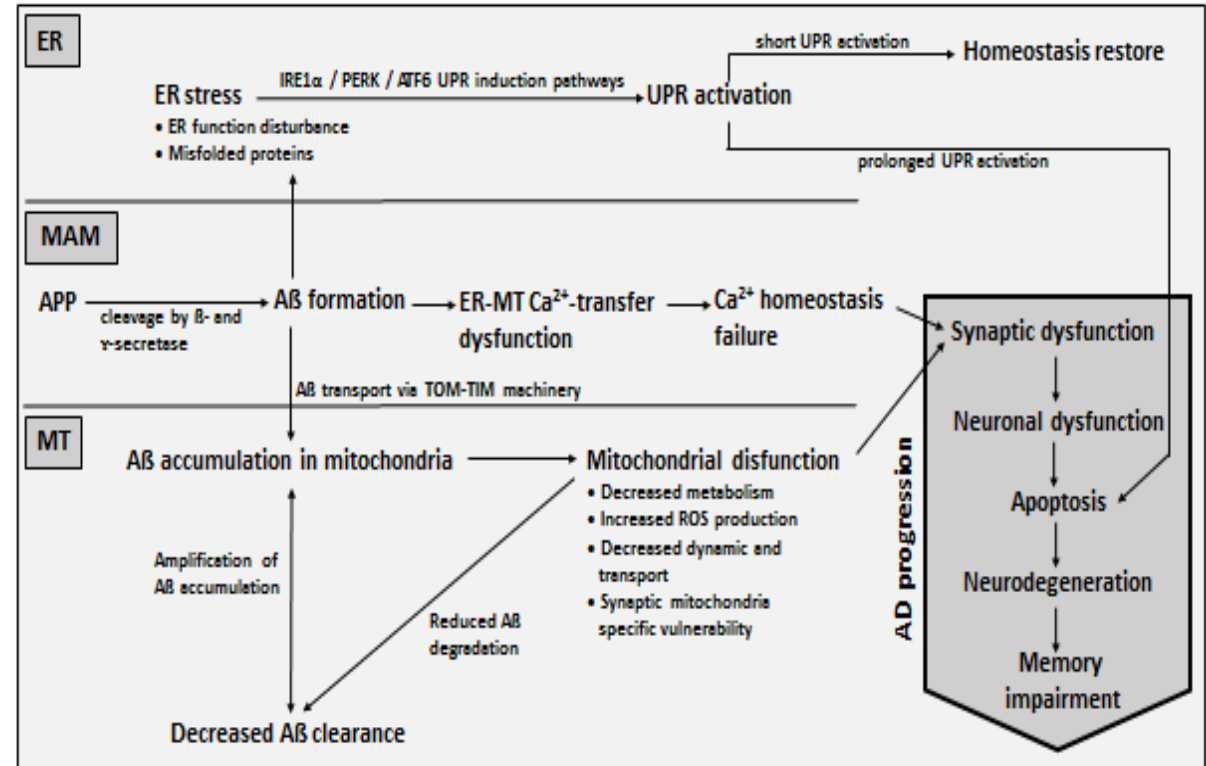 ER
short UPR activation
Homeostasis restore
IRE1α / PERK / ATF6 UPR induction pathways
ER stress
UPR activation
• ER function disturbance
• Misfolded proteins
prolonged UPR activation
MAM
APP
cleavage by ß- and
γ-secretase
Aß formation
ER-MT Ca²⁺-transfer
dysfunction
Ca²⁺ homeostasis
failure
Aß transport via TOM-TIM machinery
MT
Aß accumulation in mitochondria
Mitochondrial disfunction
• Decreased metabolism
• Increased ROS production
• Decreased dynamic and
transport
• Synaptic mitochondria
specific vulnerability
Amplification of
Aß accumulation
Reduced Aß
degradation
Decreased Aß clearance
AD progression
Synaptic dysfunction
Neuronal dysfunction
Apoptosis
Neurodegeneration
Memory
impairment